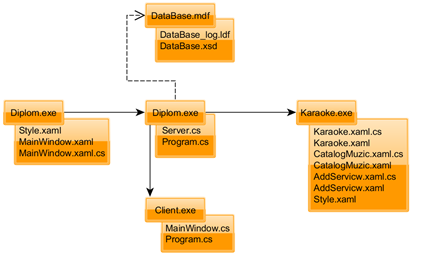 DataBase.mdf
DataBase_log.ldf
DataBase.xsd
Diplom.exe
Style.xaml
MainWindow.xaml
MainWindow.xaml.cs
Diplom.exe
Server.cs
Program.cs
Karaoke.exe
Karaoke.xaml.cs
Karaoke.xaml
CatalogMuzic.xaml.cs
CatalogMuzic.xaml
AddServicw.xaml.cs
AddServicw.xaml
Style.xaml
Client.exe
MainWindow.cs
Program.cs